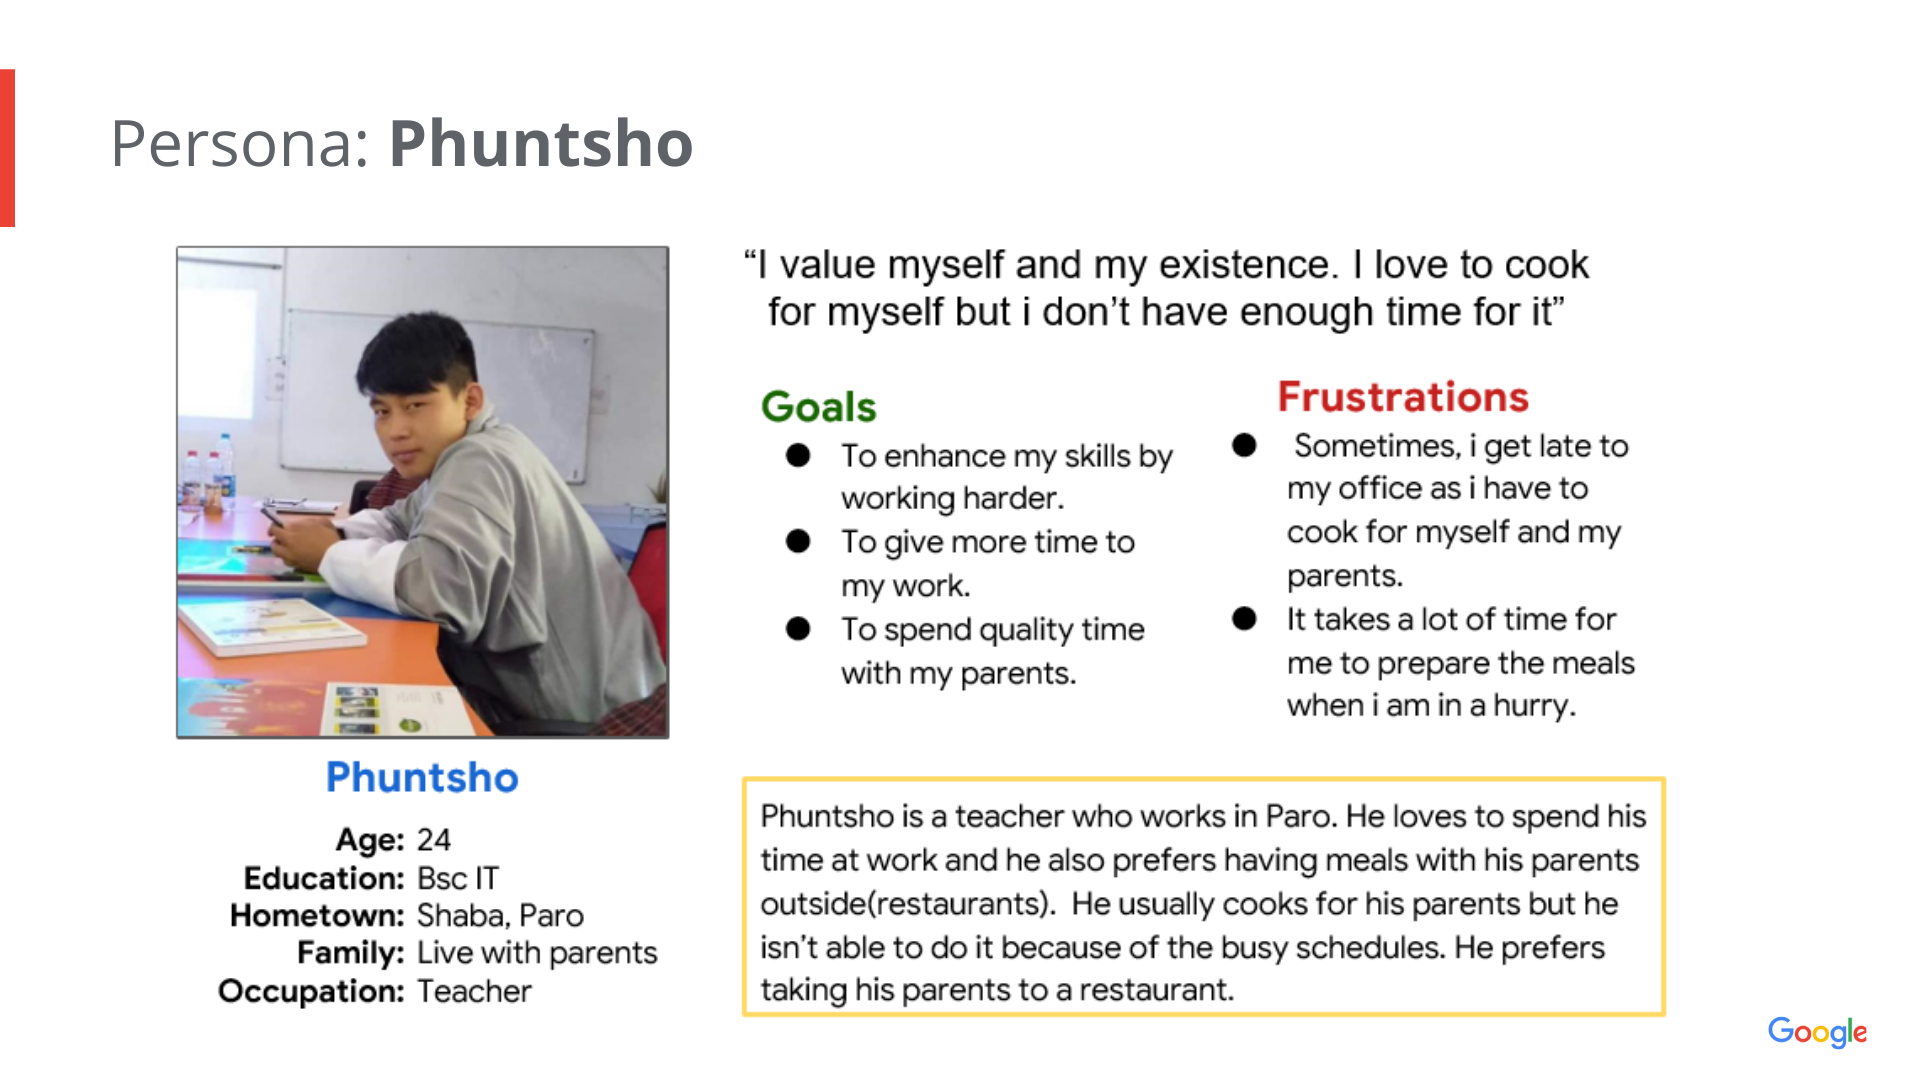 Persona: Phuntsho
“I value myself and my existence. I love to cook
for myself but i don’t have enough time for it”
Goals
● To enhance my skills by
working harder.
● To give more time to
my work.
● To spend quality time
with my parents.
Frustrations
● Sometimes, i get late to
my office as i have to
cook for myself and my
parents.
● It takes a lot of time for
me to prepare the meals
when i am in a hurry.
Phuntsho
Age: 24
Education: Bsc IT
Hometown: Shaba, Paro
Family: Live with parents
Occupation: Teacher
Phuntsho is a teacher who works in Paro. He loves to spend his
time at work and he also prefers having meals with his parents
outside(restaurants).  He usually cooks for his parents but he
isn’t able to do it because of the busy schedules. He prefers
taking his parents to a restaurant.
Google